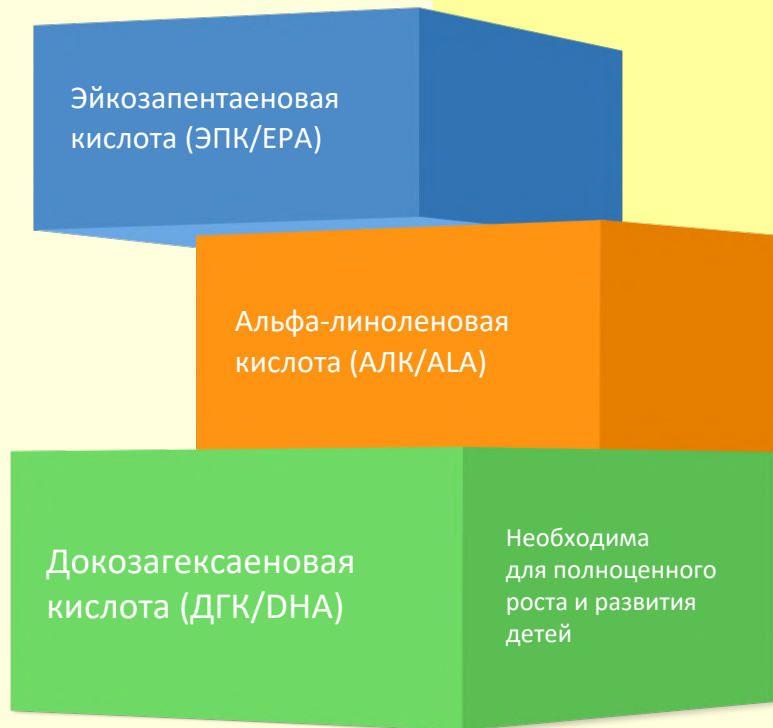 Эйкозапентаеновая
кислота (ЭПК/EPA)
Альфа-линоленовая
кислота (АЛК/ALA)
Докозагексаеновая
кислота (ДГК/DHA)
Необходима
для полноценного
роста и развития
детей